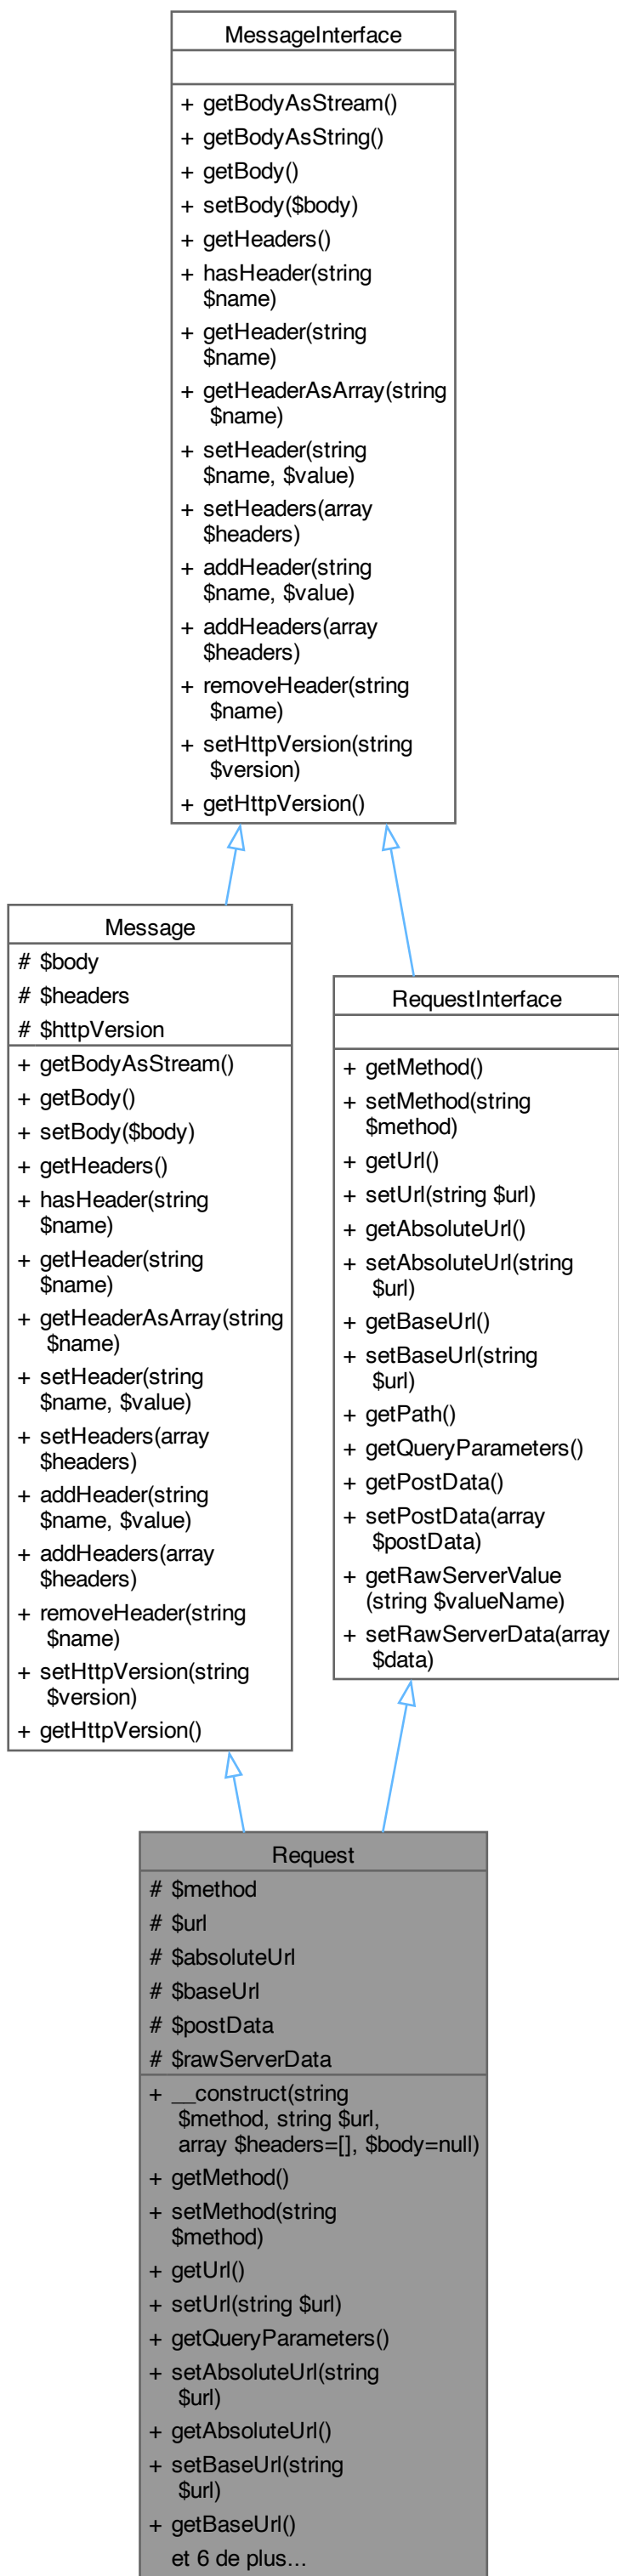 MessageInterface
+ getBodyAsStream()
+ getBodyAsString()
+ getBody()
+ setBody($body)
+ getHeaders()
+ hasHeader(string
$name)
+ getHeader(string
$name)
+ getHeaderAsArray(string
$name)
+ setHeader(string
$name, $value)
+ setHeaders(array
$headers)
+ addHeader(string
$name, $value)
+ addHeaders(array
$headers)
+ removeHeader(string
$name)
+ setHttpVersion(string
$version)
+ getHttpVersion()
Message
# $body
# $headers
# $httpVersion
+ getBodyAsStream()
+ getBody()
+ setBody($body)
+ getHeaders()
+ hasHeader(string
$name)
+ getHeader(string
$name)
+ getHeaderAsArray(string
$name)
+ setHeader(string
$name, $value)
+ setHeaders(array
$headers)
+ addHeader(string
$name, $value)
+ addHeaders(array
$headers)
+ removeHeader(string
$name)
+ setHttpVersion(string
$version)
+ getHttpVersion()
RequestInterface
+ getMethod()
+ setMethod(string
$method)
+ getUrl()
+ setUrl(string $url)
+ getAbsoluteUrl()
+ setAbsoluteUrl(string
$url)
+ getBaseUrl()
+ setBaseUrl(string
$url)
+ getPath()
+ getQueryParameters()
+ getPostData()
+ setPostData(array
$postData)
+ getRawServerValue
(string $valueName)
+ setRawServerData(array
$data)
Request
# $method
# $url
# $absoluteUrl
# $baseUrl
# $postData
# $rawServerData
+ __construct(string
$method, string $url,
array $headers=[], $body=null)
+ getMethod()
+ setMethod(string
$method)
+ getUrl()
+ setUrl(string $url)
+ getQueryParameters()
+ setAbsoluteUrl(string
$url)
+ getAbsoluteUrl()
+ setBaseUrl(string
$url)
+ getBaseUrl()
et 6 de plus...